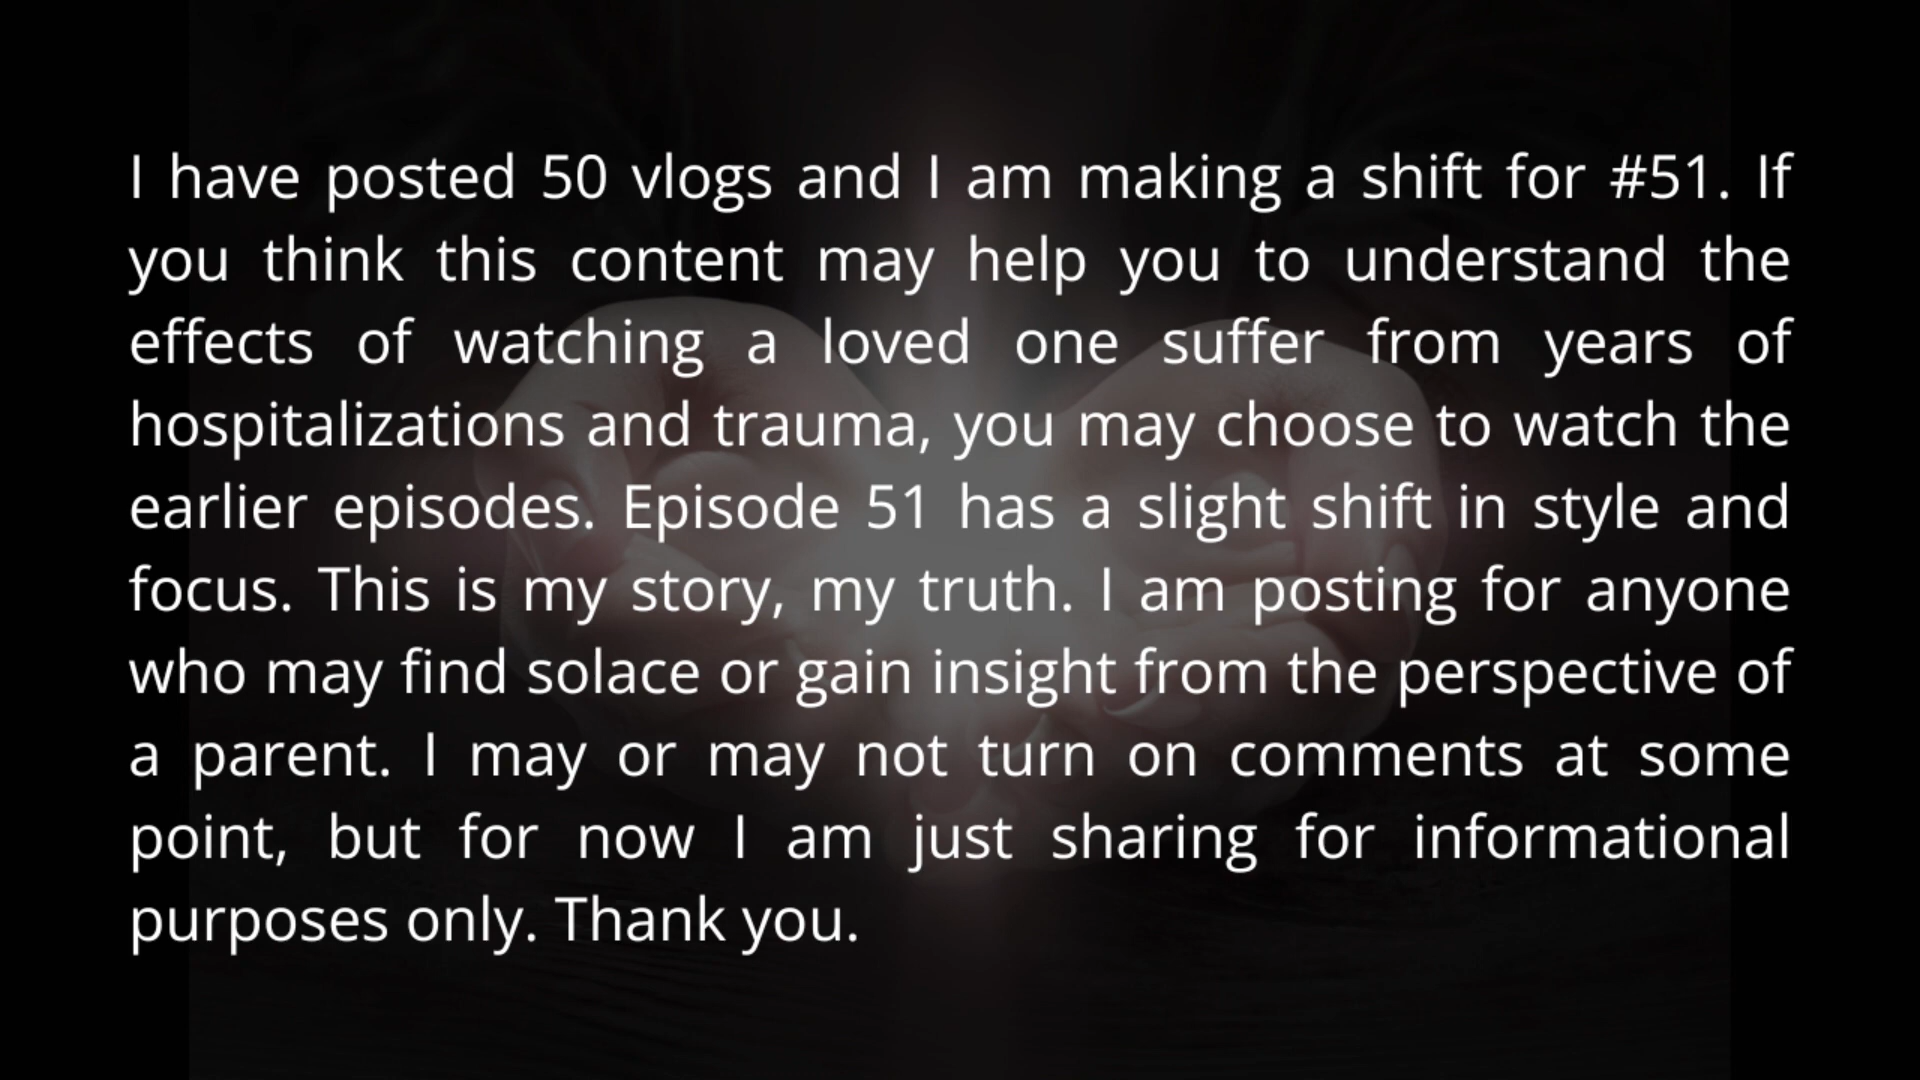 I have posted 50 vlogs and I am making a shift for #51. If
you think this content may help you to understand the
effects of watching a loved one suffer from years of
hospitalizations and trauma, you may choose to watch the
earlier episodes. Episode 51 has a slight shift in style and
focus. This is my story, my truth. I am posting for anyone
who may find solace or gain insight from the perspective of
a parent. I may or may not turn on comments at some
point, but for now I am just sharing for informational
purposes only. Thank you.